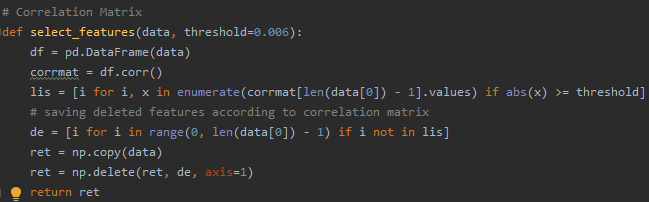 # Correlation Matrix
def select_features(data, threshold=0.006):
    df = pd.DataFrame(data)
    corrmat = df.corr()
    lis = [i for i, x in enumerate(corrmat[len(data[0]) - 1].values) if abs(x) >= threshold]
    # saving deleted features according to correlation matrix
    de = [i for i in range(0, len(data[0]) - 1) if i not in lis]
    ret = np.copy(data)
    ret = np.delete(ret, de, axis=1)
    return ret